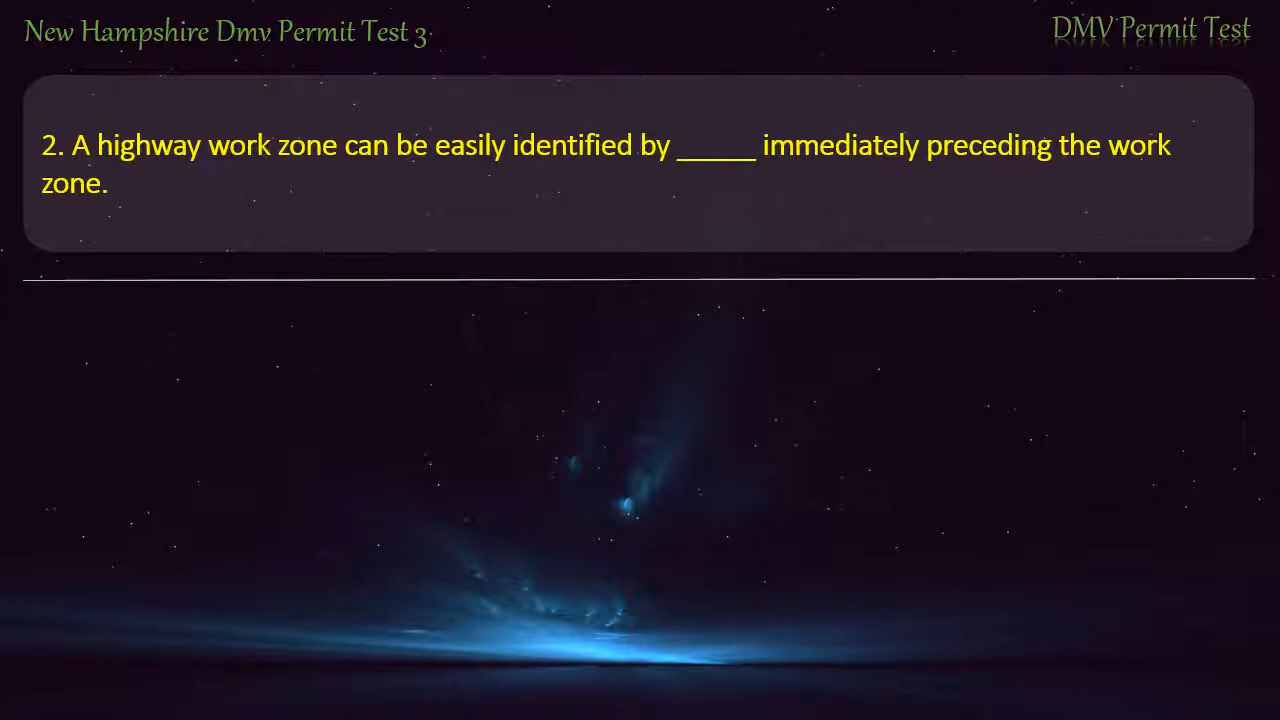 New Hampshire Dmv Permit Test 3
DMV Permit Test
2. A highway work zone can be easily identified by _____ immediately preceding the work
zone.